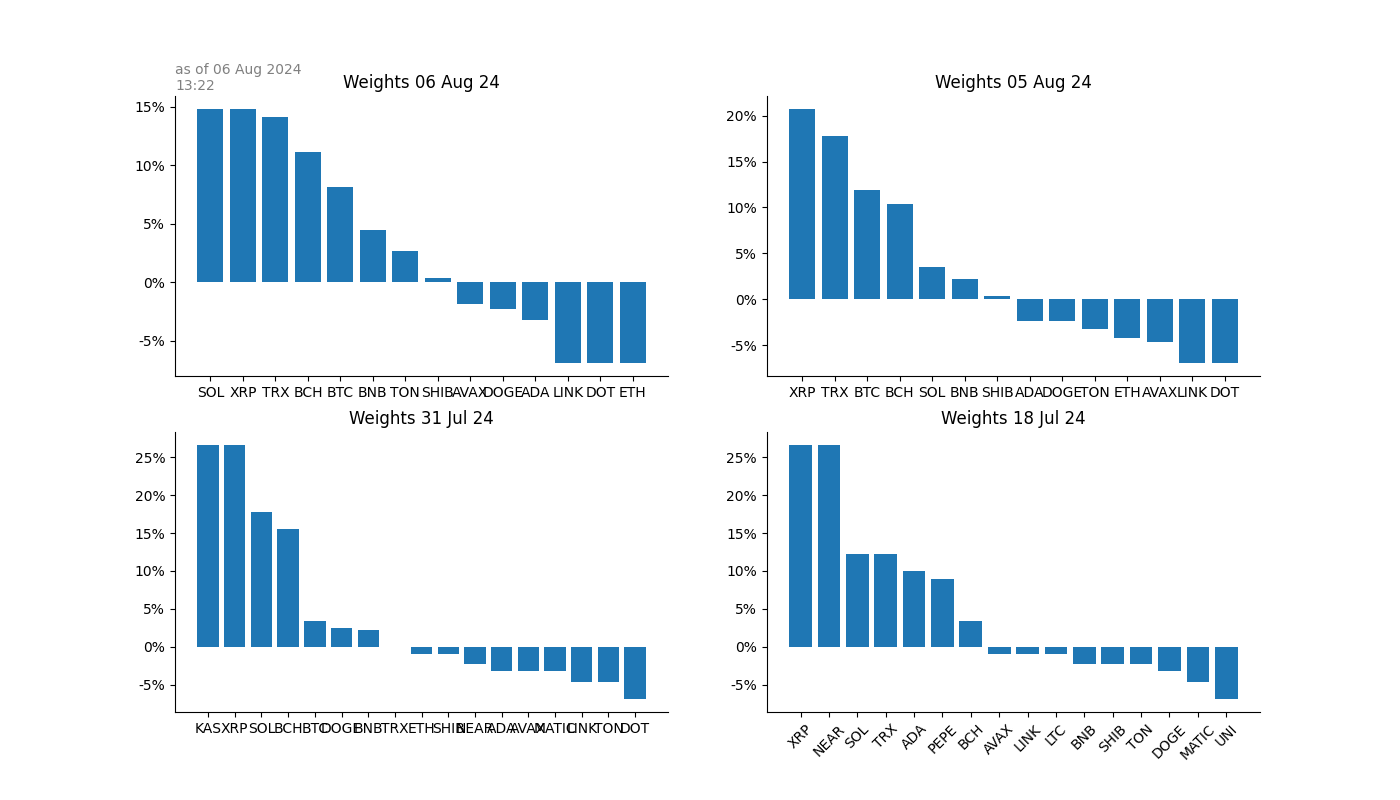 as of 06 Aug 2024
13:22
Weights 06 Aug 24
15%
10%
5%
0%
-5%
SOL XRP TRX BCH BTC BNB TON SHIB AVAX DOGE ADA LINK DOT ETH
Weights 05 Aug 24
20%
15%
10%
5%
0%
-5%
XRP TRX BTC BCH SOL BNB SHIB ADA DOGE TON ETH AVAX LINK DOT
Weights 31 Jul 24
25%
20%
15%
10%
5%
0%
-5%
KAS XRP SOL BCH BTC DOGE BNB TRX ETH SHIB NEAR ADA AVAX MATIC LINK TON DOT
Weights 18 Jul 24
25%
20%
15%
10%
5%
0%
-5%
XRP NEAR SOL TRX ADA PEPE BCH AVAX LINK LTC BNB SHIB TON DOGE MATIC UNI